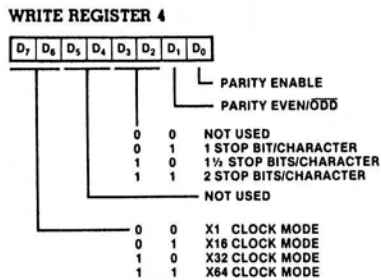 WRITE REGISTER 4
D7 D6 D5 D4 D3 D2 D1 D0
PARITY ENABLE
PARITY EVEN/ODD
0 0 NOT USED
0 1 1 STOP BIT/CHARACTER
1 0 1½ STOP BITS/CHARACTER
1 1 2 STOP BITS/CHARACTER
NOT USED
0 0 X1 CLOCK MODE
0 1 X16 CLOCK MODE
1 0 X32 CLOCK MODE
1 1 X64 CLOCK MODE